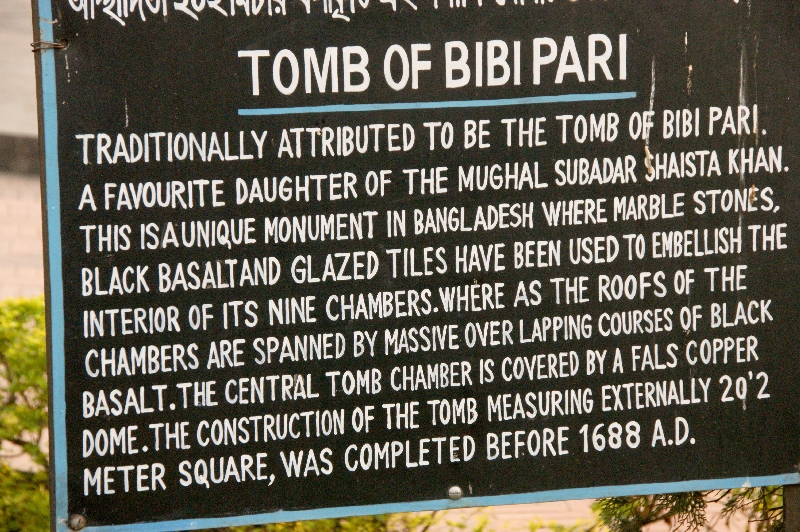 TOMB OF BIBI PARI
TRADITIONALLY ATTRIBUTED TO BE THE TOMB OF BIBI PARI.
A FAVOURITE DAUGHTER OF THE MUGHAL SUBADAR SHAISTA KHAN.
THIS IS A UNIQUE MONUMENT IN BANGLADESH WHERE MARBLE STONES,
BLACK BASALT AND GLAZED TILES HAVE BEEN USED TO EMBELLISH THE
INTERIOR OF ITS NINE CHAMBERS. WHERE AS THE ROOFS OF THE
CHAMBERS ARE SPANNED BY MASSIVE OVER LAPPING COURSES OF BLACK
BASALT. THE CENTRAL TOMB CHAMBER IS COVERED BY A FALS COPPER
DOME. THE CONSTRUCTION OF THE TOMB MEASURING EXTERNALLY 20'2
METER SQUARE, WAS COMPLETED BEFORE 1688 A.D.